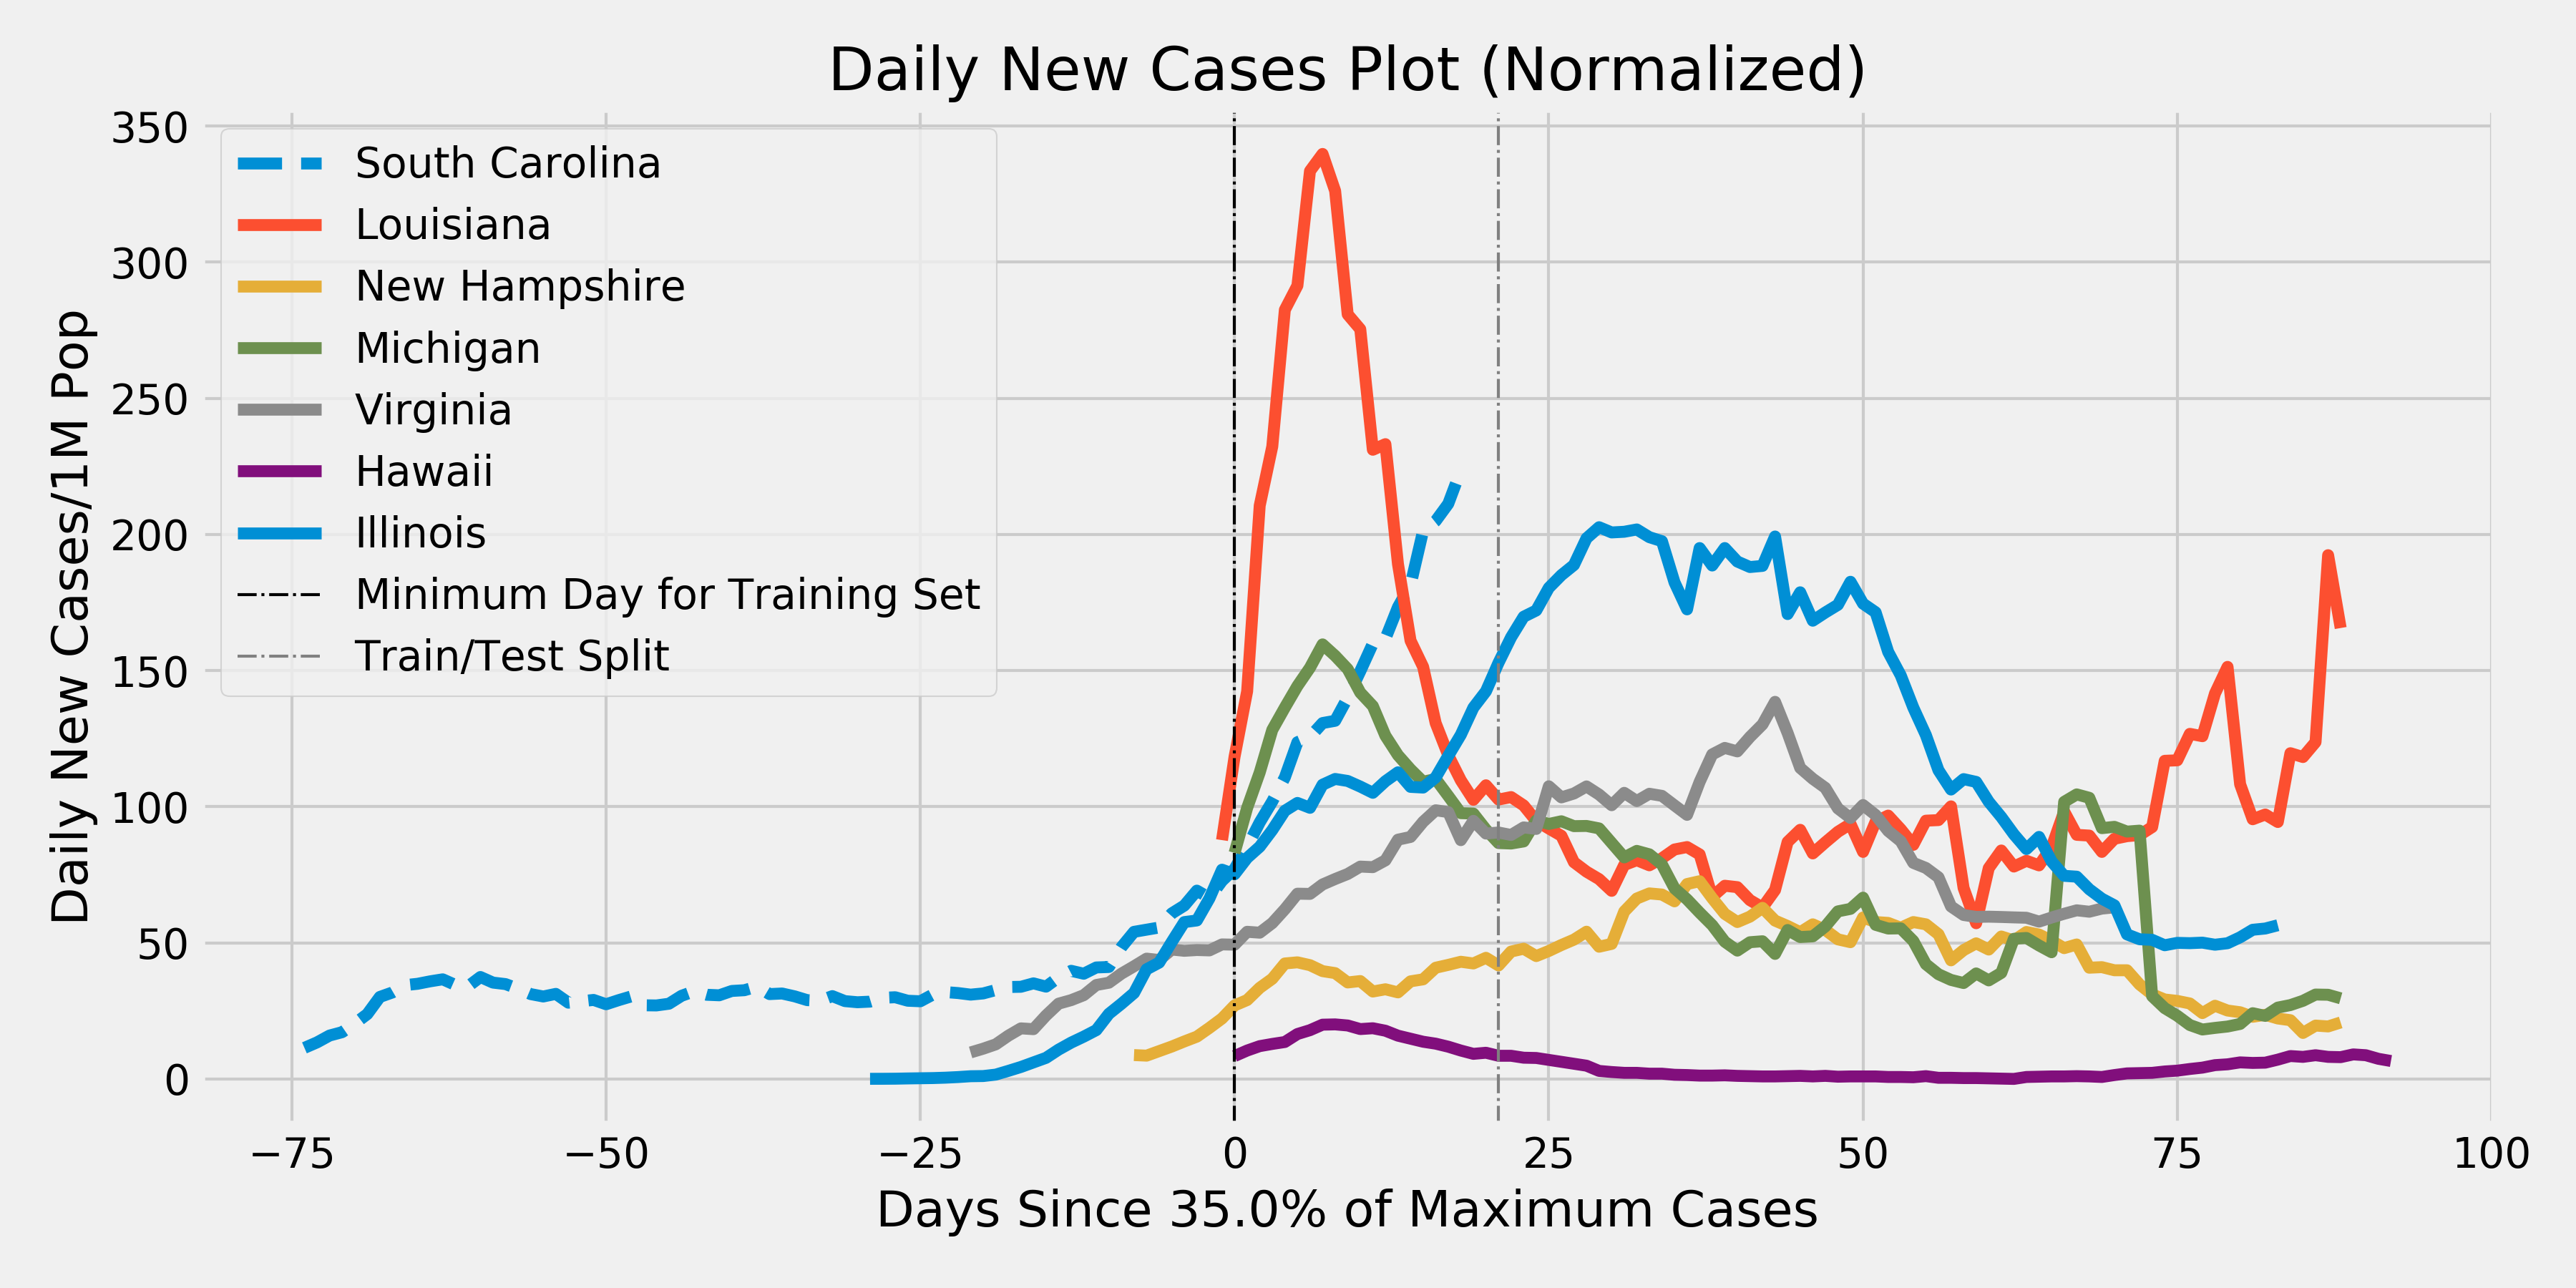 Daily New Cases Plot (Normalized)
Daily New Cases/1M Pop
350
300
250
200
150
100
50
0
South Carolina
Louisiana
New Hampshire
Michigan
Virginia
Hawaii
Illinois
Minimum Day for Training Set
Train/Test Split
−75 −50 −25 0 25 50 75 100
Days Since 35.0% of Maximum Cases